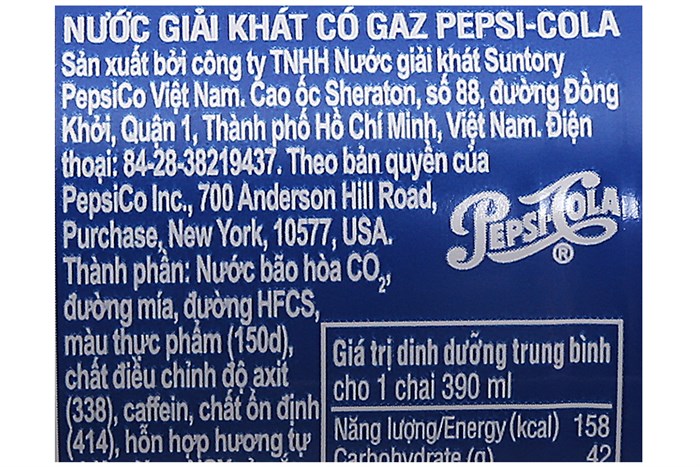 NƯỚC GIẢI KHÁT CÓ GAZ PEPSI-COLA
Sản xuất bởi công ty TNHH Nước giải khát Suntory
PepsiCo Việt Nam. Cao ốc Sheraton, số 88, đường Đồng
Khởi, Quận 1, Thành phố Hồ Chí Minh, Việt Nam. Điện
thoại: 84-28-38219437. Theo bản quyền của
PepsiCo Inc., 700 Anderson Hill Road,
Purchase, New York, 10577, USA.
PEPSI-COLA ®
Thành phần: Nước bão hòa CO₂,
đường mía, đường HFCS,
màu thực phẩm (150d),
chất điều chỉnh độ axit
(338), caffein, chất ổn định
(414), hỗn hợp hương tự
Giá trị dinh dưỡng trung bình
cho 1 chai 390 ml
Năng lượng/Energy (kcal) 158
Carbohydrate (g) 42